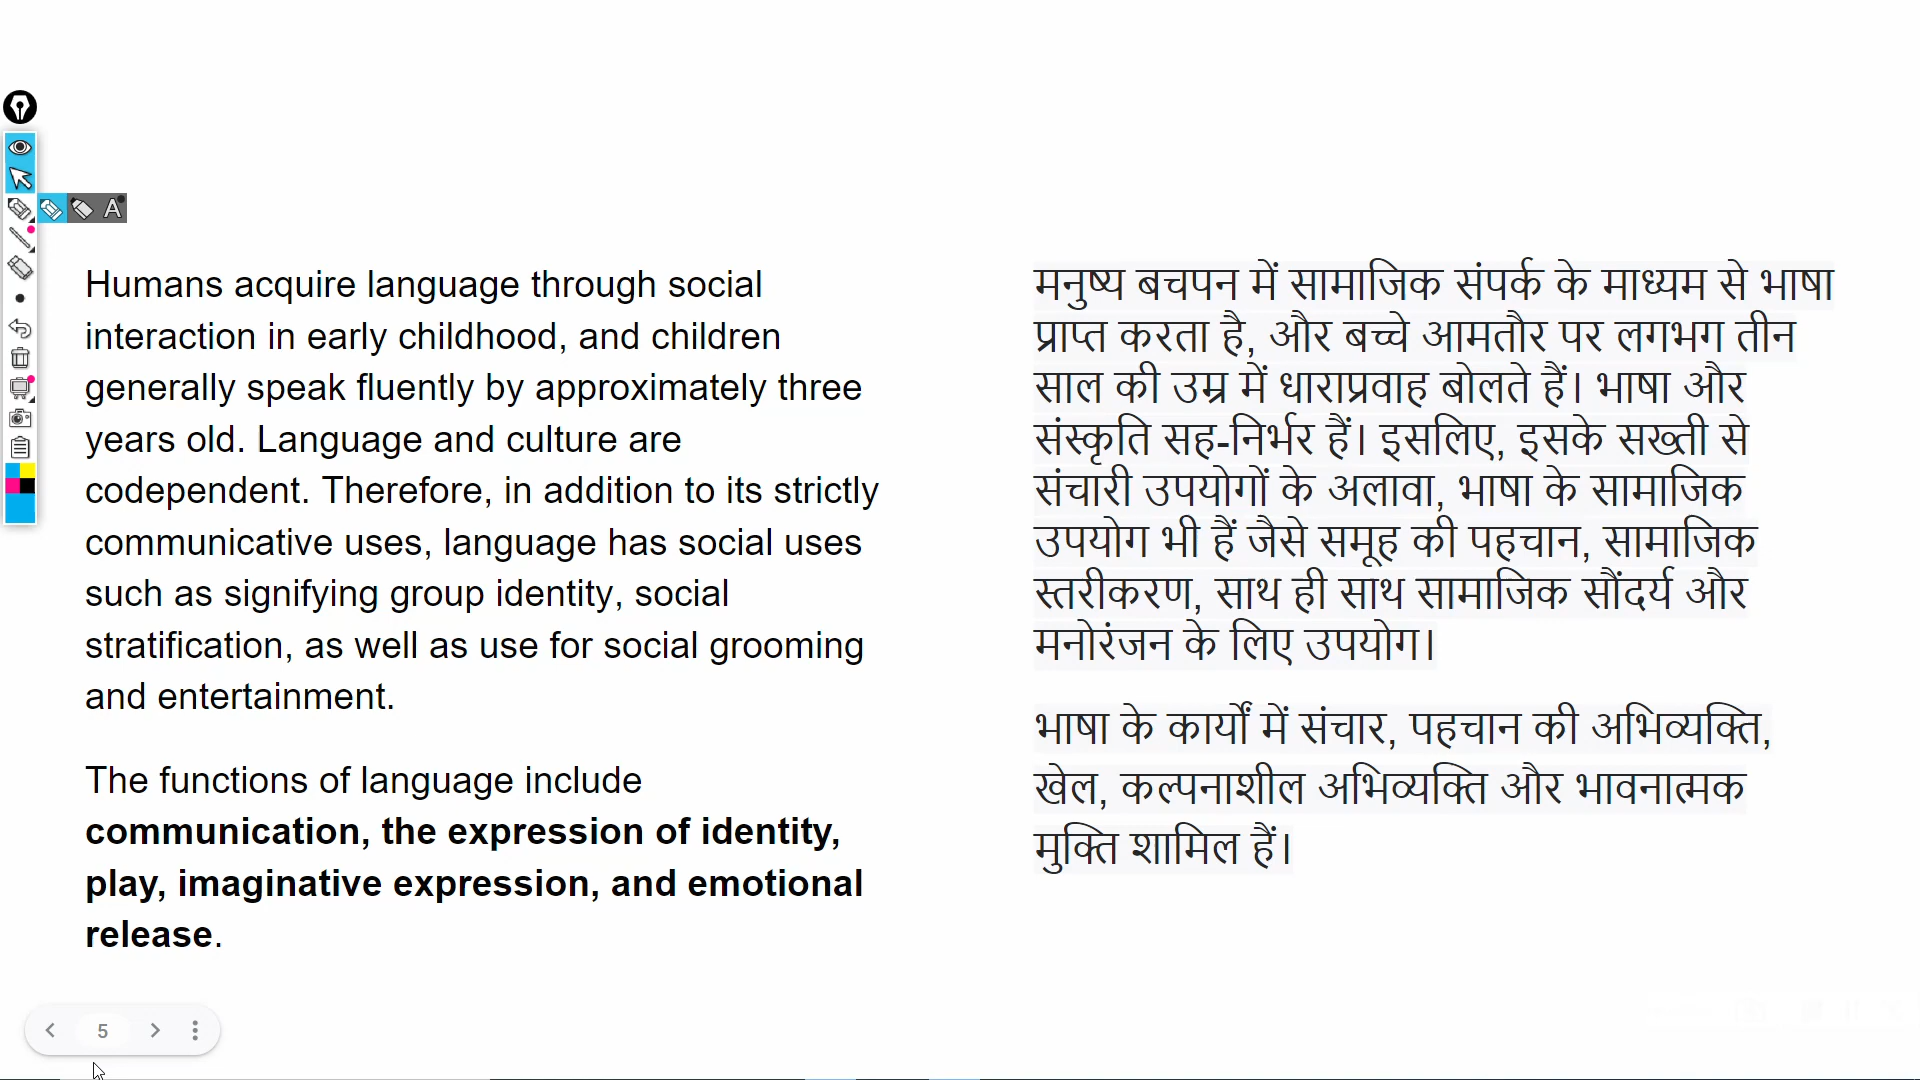 A
Humans acquire language through social
interaction in early childhood, and children
generally speak fluently by approximately three
years old. Language and culture are
codependent. Therefore, in addition to its strictly
communicative uses, language has social uses
such as signifying group identity, social
stratification, as well as use for social grooming
and entertainment.
The functions of language include
communication, the expression of identity,
play, imaginative expression, and emotional
release.
मनुष्य बचपन में सामाजिक संपर्क के माध्यम से भाषा
प्राप्त करता है, और बच्चे आमतौर पर लगभग तीन
साल की उम्र में धाराप्रवाह बोलते हैं। भाषा और
संस्कृति सह-निर्भर हैं। इसलिए, इसके सख्ती से
संचारी उपयोगों के अलावा, भाषा के सामाजिक
उपयोग भी हैं जैसे समूह की पहचान, सामाजिक
स्तरीकरण, साथ ही साथ सामाजिक सौंदर्य और
मनोरंजन के लिए उपयोग।
भाषा के कार्यों में संचार, पहचान की अभिव्यक्ति,
खेल, कल्पनाशील अभिव्यक्ति और भावनात्मक
मुक्ति शामिल हैं।
5